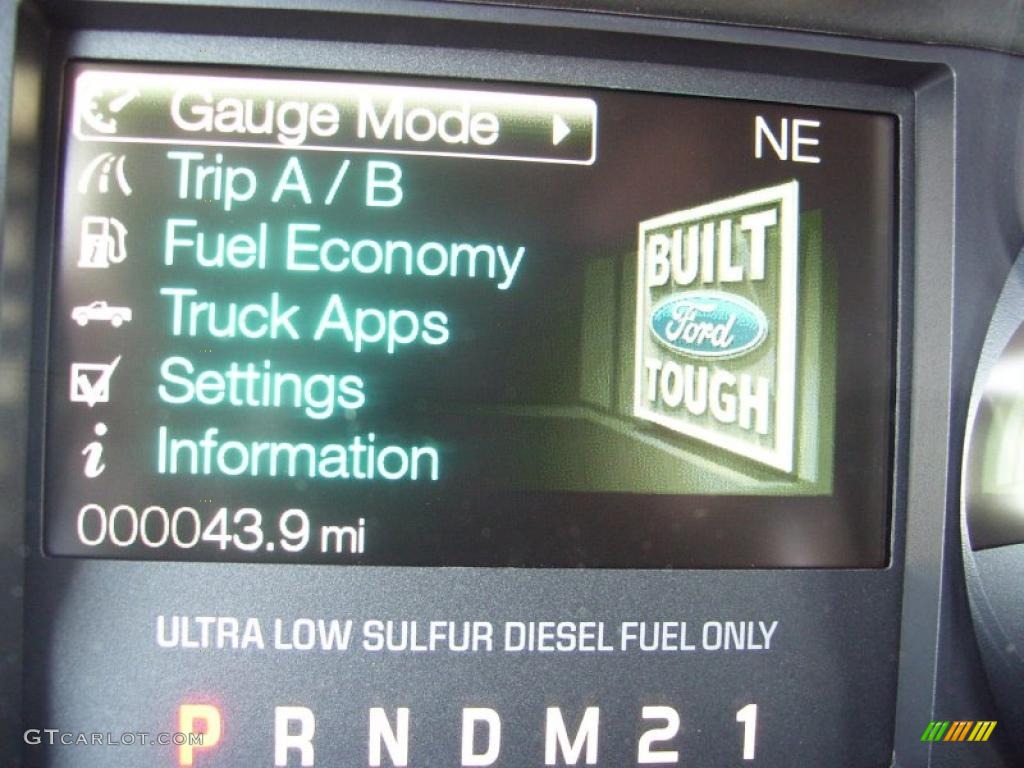 Gauge Mode
NE
Trip A / B
Fuel Economy
Truck Apps
Settings
Information
BUILT
Ford
TOUGH
000043.9 mi
ULTRA LOW SULFUR DIESEL FUEL ONLY
P R N D M 2 1
GTCARLOT.COM